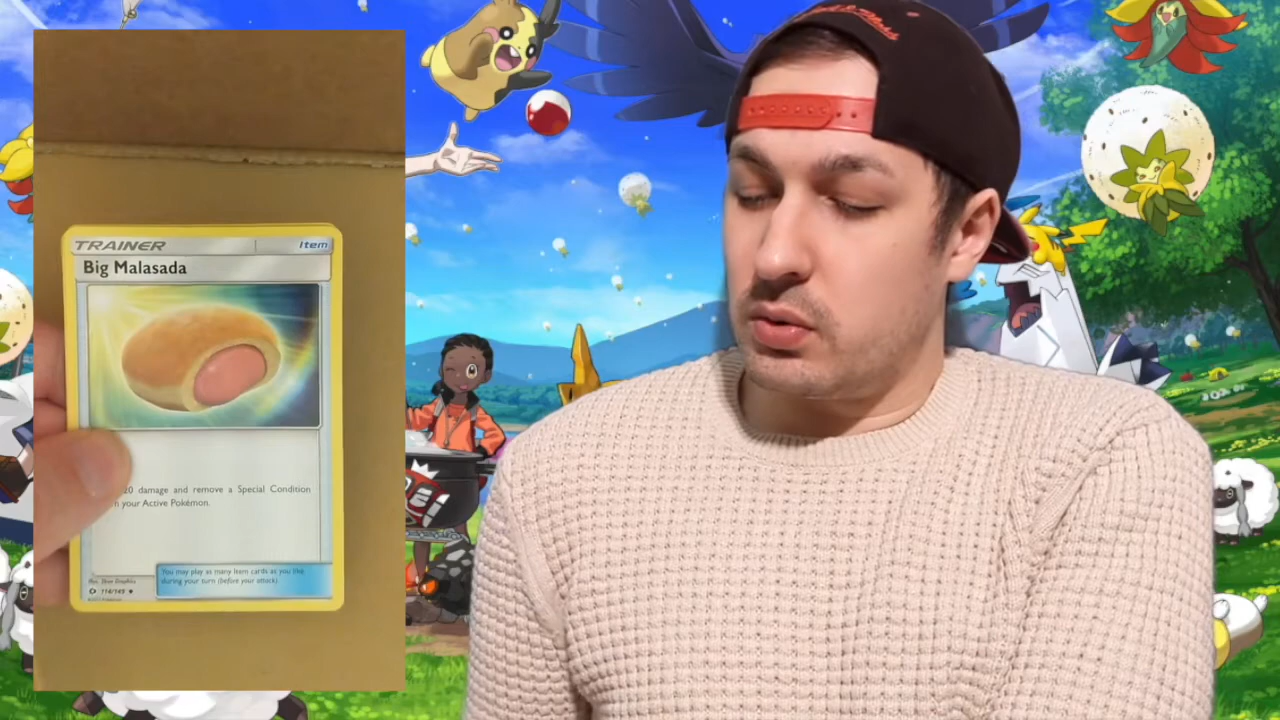 TRAINER Item
Big Malasada
20 damage and remove a Special Condition
your Active Pokémon.
You may play as many Item cards as you like
during your turn (before your attack).
114/149